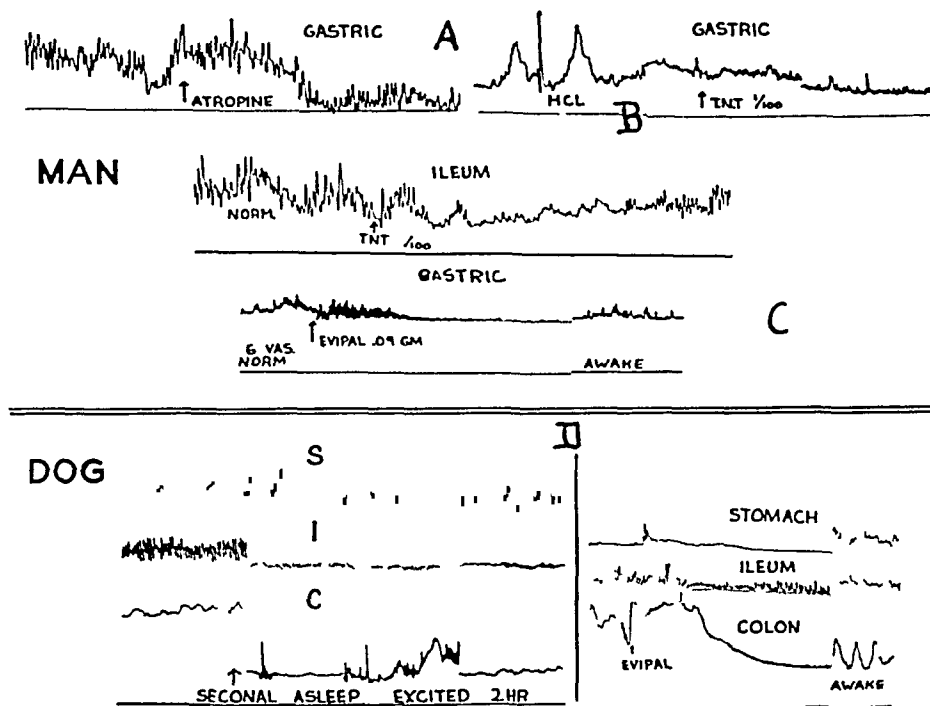 GASTRIC A GASTRIC
↑ATROPINE HCL ↑ T.N.T 1/100
B
MAN
ILEUM
NORM.
↑TNT 1/100
GASTRIC
C
↑EVIPAL .09 GM
G VAS.
NORM AWAKE
D
DOG S
I
C
↑SECONAL ASLEEP EXCITED 2HR
STOMACH
ILEUM
COLON
EVIPAL
AWAKE